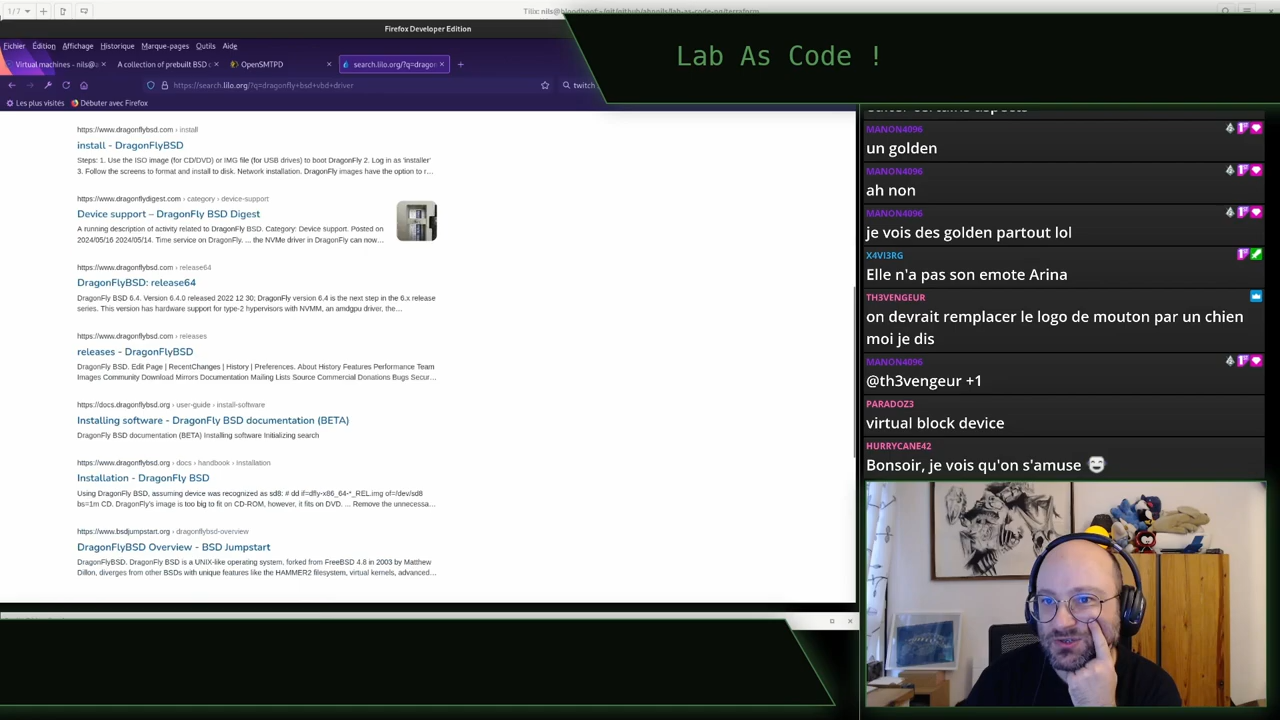 1/7
Tilix: nils@bloodhoof:~/git/github/ahpnils/lab-as-code-ng/terraform
Firefox Developer Edition
Lab As Code !
Fichier Édition Affichage Historique Marque-pages Outils Aide
Virtual machines - nils@
A collection of prebuilt BSD c
OpenSMTPD
search.lilo.org/?q=dragon
https://search.lilo.org/?q=dragonfly+bsd+vbd+driver
twitch
Les plus visités Débuter avec Firefox
https://www.dragonflybsd.com › install
install - DragonFlyBSD
Steps: 1. Use the ISO image (for CD/DVD) or IMG file (for USB drives) to boot DragonFly 2. Log in as 'installer'
3. Follow the screens to format and install to disk. Network installation. DragonFly images have the option to r…
https://www.dragonflydigest.com › category › device-support
Device support – DragonFly BSD Digest
A running description of activity related to DragonFly BSD. Category: Device support. Posted on
2024/05/16 2024/05/14. Time service on DragonFly. ... the NVMe driver in DragonFly can now…
https://www.dragonflybsd.com › release64
DragonFlyBSD: release64
DragonFly BSD 6.4. Version 6.4.0 released 2022 12 30; DragonFly version 6.4 is the next step in the 6.x release
series. This version has hardware support for type-2 hypervisors with NVMM, an amdgpu driver, the…
https://www.dragonflybsd.com › releases
releases - DragonFlyBSD
DragonFly BSD. Edit Page | RecentChanges | History | Preferences. About History Features Performance Team
Images Community Download Mirrors Documentation Mailing Lists Source Commercial Donations Bugs Secur…
https://docs.dragonflybsd.org › user-guide › install-software
Installing software - DragonFly BSD documentation (BETA)
DragonFly BSD documentation (BETA) Installing software Initializing search
https://www.dragonflybsd.org › docs › handbook › Installation
Installation - DragonFly BSD
Using DragonFly BSD, assuming device was recognized as sd8: # dd if=dfly-x86_64-*_REL.img of=/dev/sd8
bs=1m CD. DragonFly's image is too big to fit on CD-ROM, however, it fits on DVD. ... Remove the unnecessa…
https://www.bsdjumpstart.org › dragonflybsd-overview
DragonFlyBSD Overview - BSD Jumpstart
DragonFlyBSD. DragonFly BSD is a UNIX-like operating system, forked from FreeBSD 4.8 in 2003 by Matthew
Dillon, diverges from other BSDs with unique features like the HAMMER2 filesystem, virtual kernels, advanced…
MANON4096
un golden
MANON4096
ah non
MANON4096
je vois des golden partout lol
X4VI3RG
Elle n'a pas son emote Arina
TH3VENGEUR
on devrait remplacer le logo de mouton par un chien
moi je dis
MANON4096
@th3vengeur +1
PARADOZ3
virtual block device
HURRYCANE42
Bonsoir, je vois qu'on s'amuse